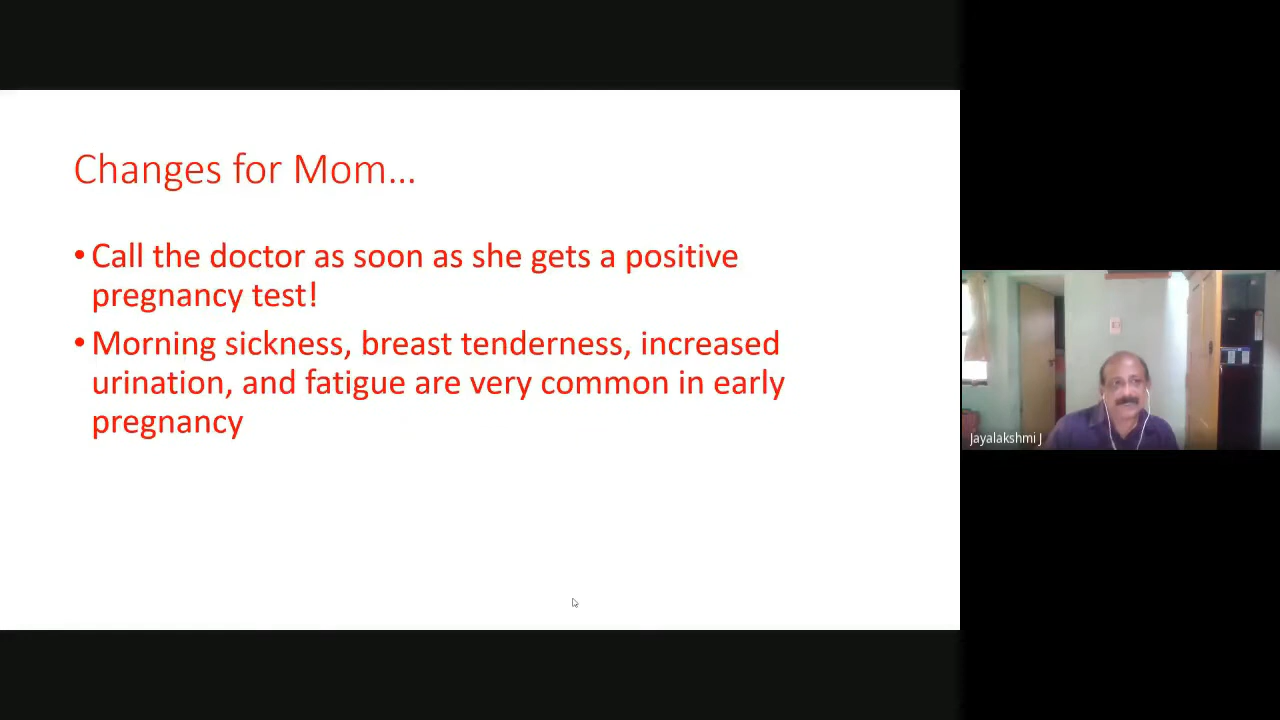 Changes for Mom...
• Call the doctor as soon as she gets a positive
pregnancy test!
• Morning sickness, breast tenderness, increased
urination, and fatigue are very common in early
pregnancy
Jayalakshmi J